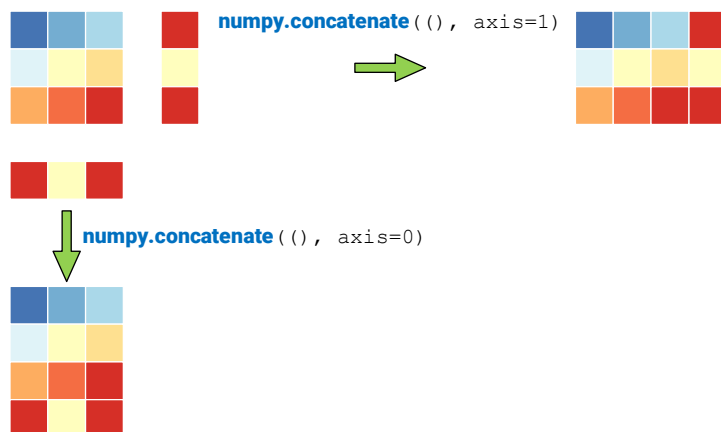 numpy.concatenate((), axis=1)
numpy.concatenate((), axis=0)